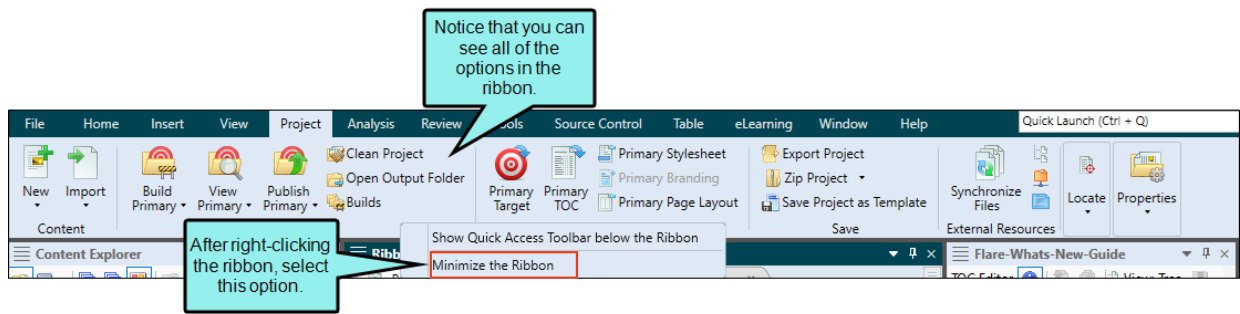 Notice that you can
see all of the
options in the
ribbon.
File Home Insert View Project Analysis Review Tools Source Control Table eLearning Window Help Quick Launch (Ctrl + Q)
Clean Project Primary Stylesheet Export Project
Open Output Folder Primary Branding Zip Project
New Import Build View Publish Primary Primary Synchronize Locate Properties
Primary Primary Primary Builds Target TOC Primary Page Layout Save Project as Template Files
Content Save External Resources
Show Quick Access Toolbar below the Ribbon
After right-clicking
the ribbon, select
this option.
Content Explorer Flare-Whats-New-Guide
Minimize the Ribbon
TOC Editor View: Tree